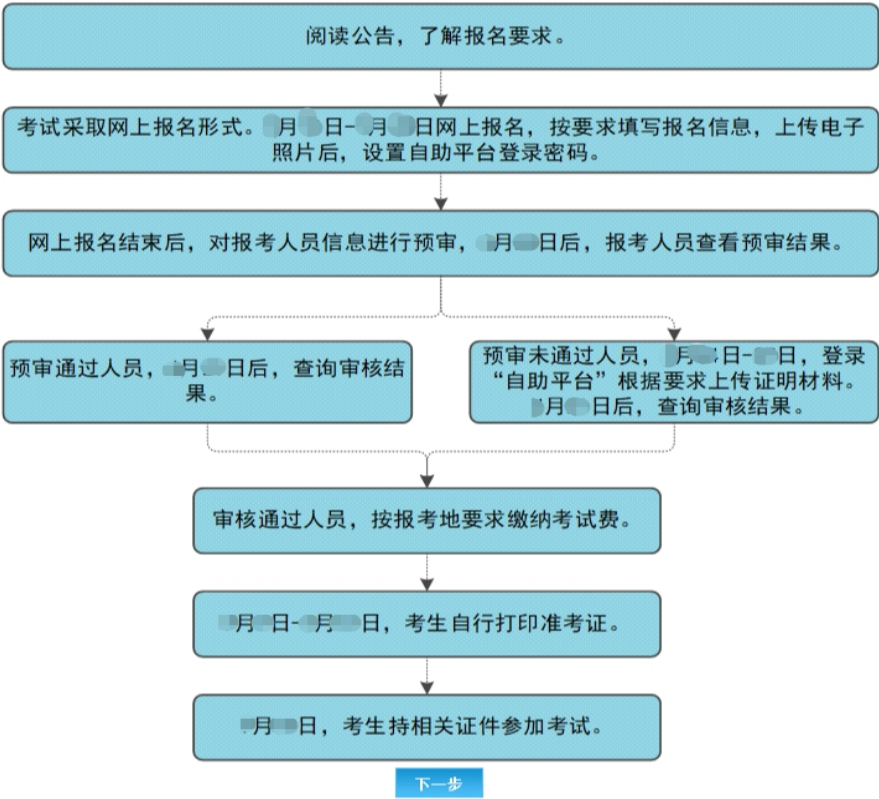 阅读公告，了解报名要求。
考试采取网上报名形式。月日-月日网上报名，按要求填写报名信息，上传电子
照片后，设置自助平台登录密码。
网上报名结束后，对报考人员信息进行预审，月日后，报考人员查看预审结果。
预审通过人员，月日后，查询审核结
果。
预审未通过人员，月日-日，登录
“自助平台”根据要求上传证明材料。
月日后，查询审核结果。
审核通过人员，按报考地要求缴纳考试费。
月日-月日，考生自行打印准考证。
月日，考生持相关证件参加考试。
下一步